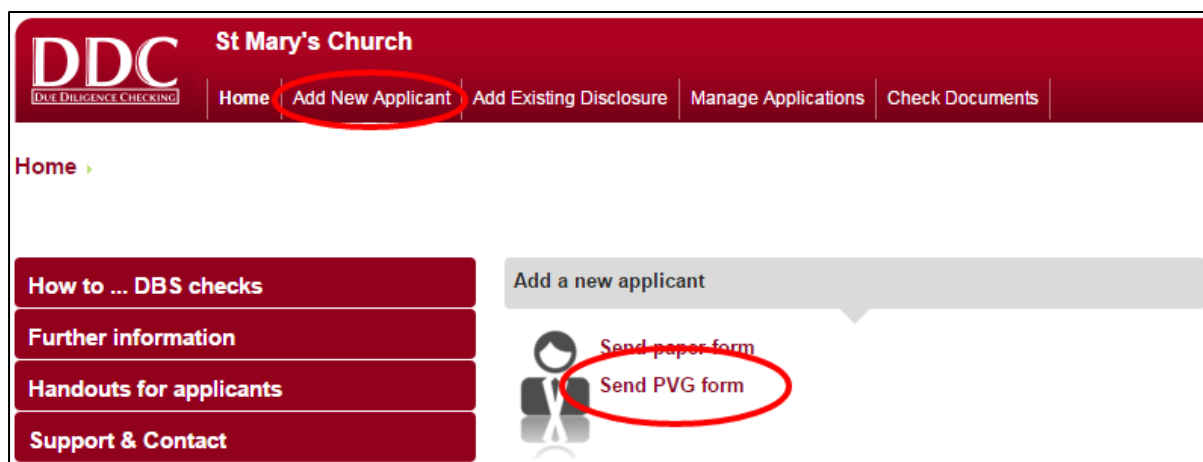 DDC
DUE DILIGENCE CHECKING
St Mary's Church
Home Add New Applicant Add Existing Disclosure Manage Applications Check Documents
Home
How to ... DBS checks
Further information
Handouts for applicants
Support & Contact
Add a new applicant
Send paper form
Send PVG form